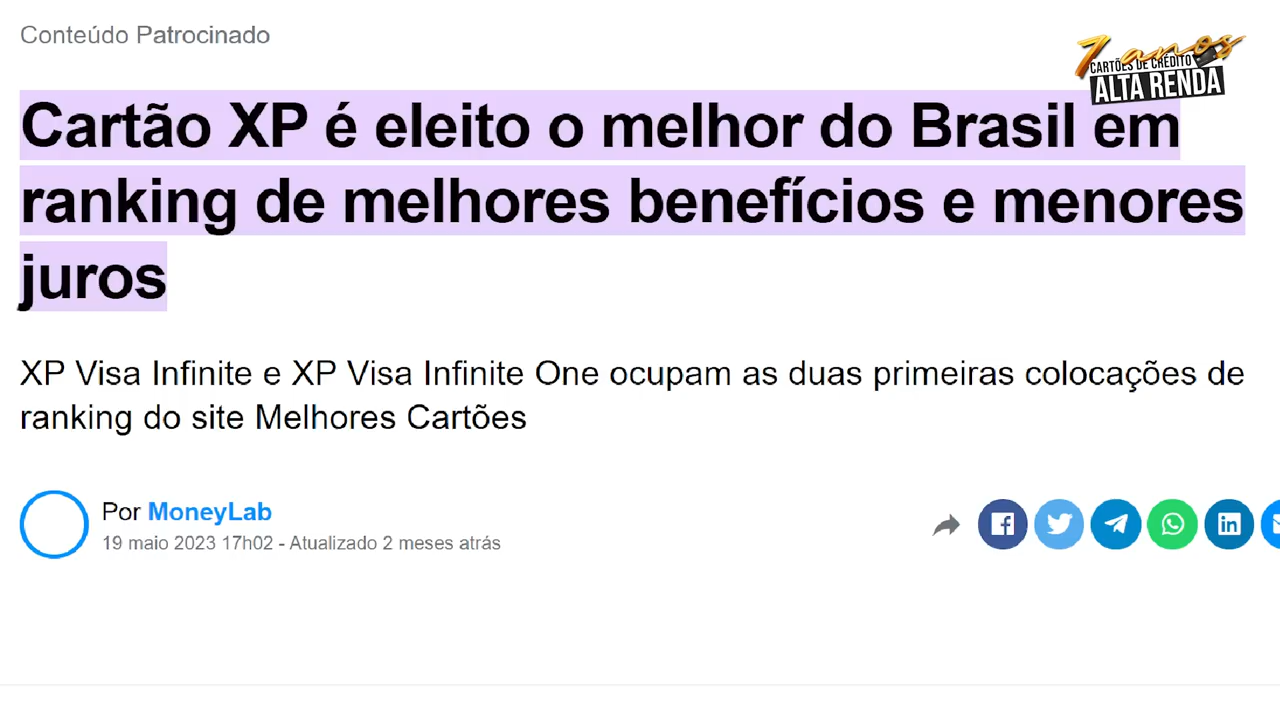 Conteúdo Patrocinado
7 anos
CARTÕES DE CRÉDITO
ALTA RENDA
Cartão XP é eleito o melhor do Brasil em
ranking de melhores benefícios e menores
juros
XP Visa Infinite e XP Visa Infinite One ocupam as duas primeiras colocações de
ranking do site Melhores Cartões
Por MoneyLab
19 maio 2023 17h02 - Atualizado 2 meses atrás